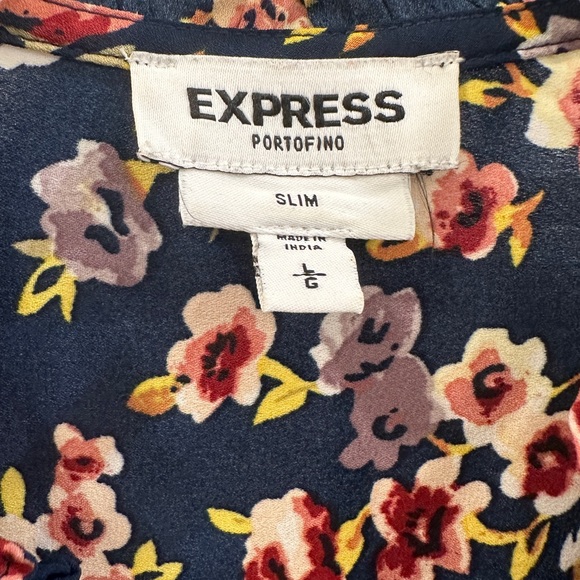 EXPRESS
PORTOFINO
SLIM
MADE IN
INDIA
L
G